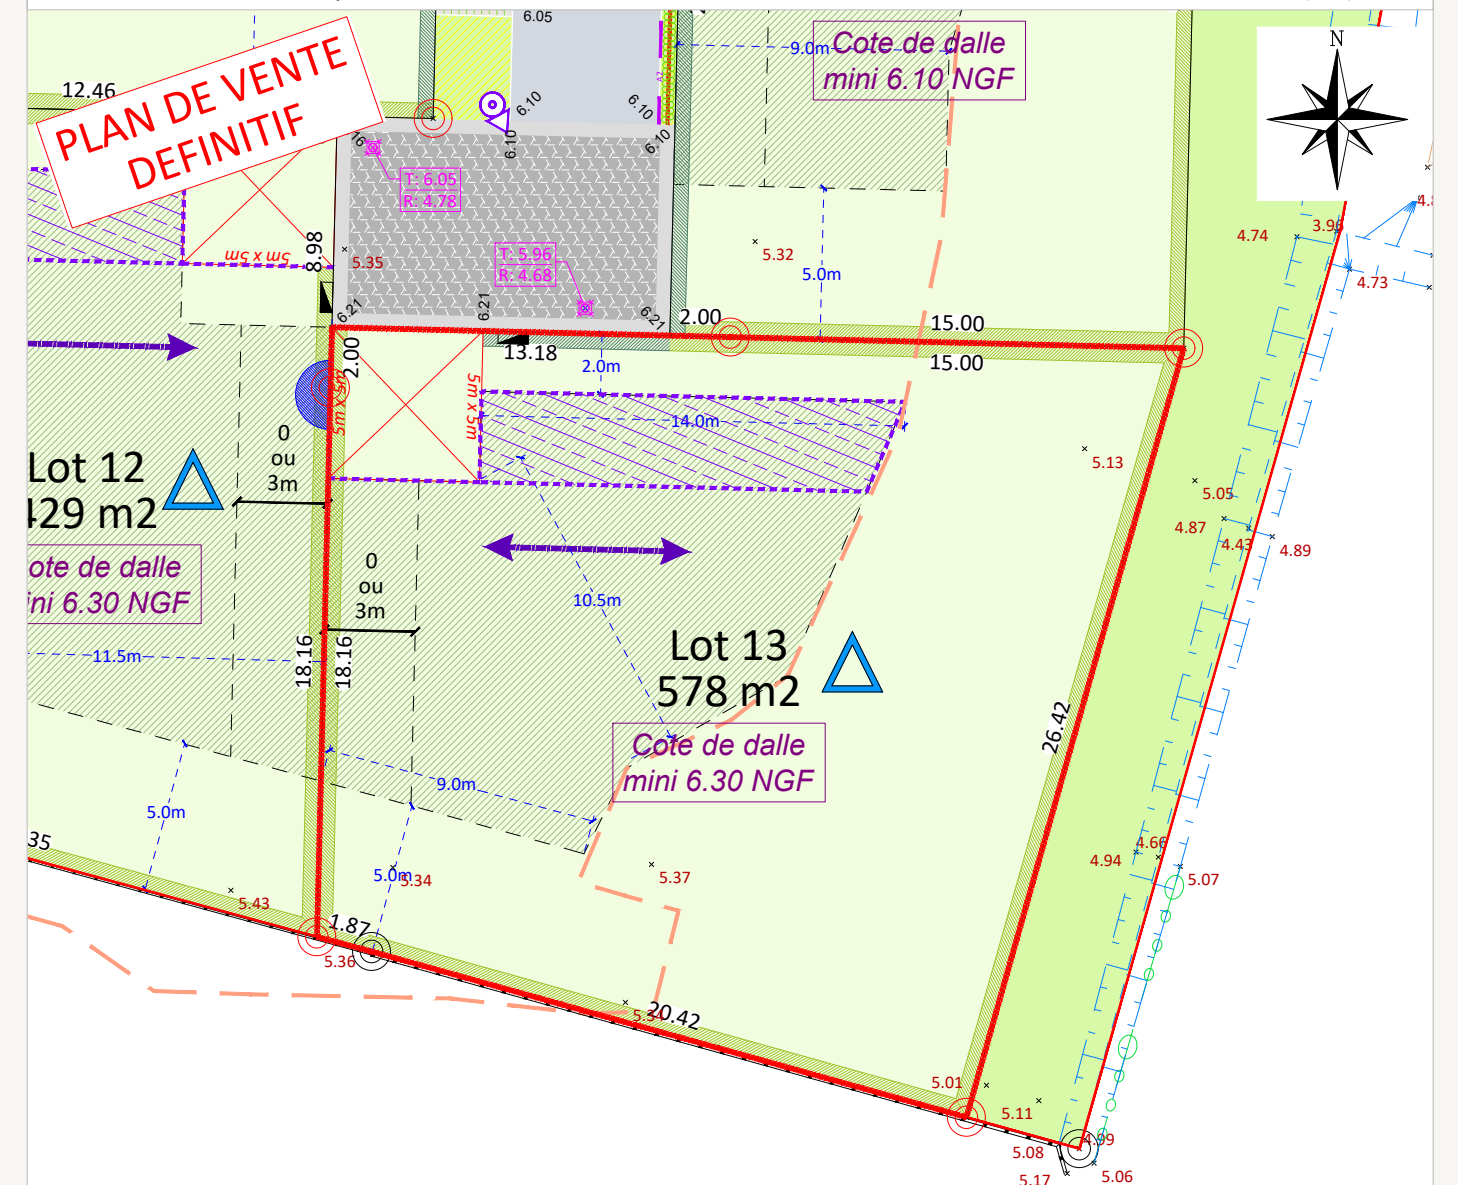 6.05
9.0m
Cote de dalle
mini 6.10 NGF
N
12.46
PLAN DE VENTE
DEFINITIF
6.10
6.10
6.10
6.10
A2
16
T: 6.05
R: 4.78
8.98
5m x 5m
5.35
T: 5.96
R: 4.68
5.32
5.0m
4.74
3.96
4.73
6.21
6.21
6.21
2.00
15.00
13.18
15.00
2.00
2.0m
5m x 5m
5m x 5m
14.0m
0
ou
3m
Lot 12
429 m2
5.13
5.05
4.87
4.43
4.89
ote de dalle
ini 6.30 NGF
0
ou
3m
10.5m
Lot 13
578 m2
11.5m
18.16
18.16
26.42
Cote de dalle
mini 6.30 NGF
9.0m
5.0m
35
4.66
4.94
5.07
5.0m
5.34
5.37
5.43
1.87
5.36
5.34
20.42
5.01
5.11
4.99
5.08
5.17
5.06